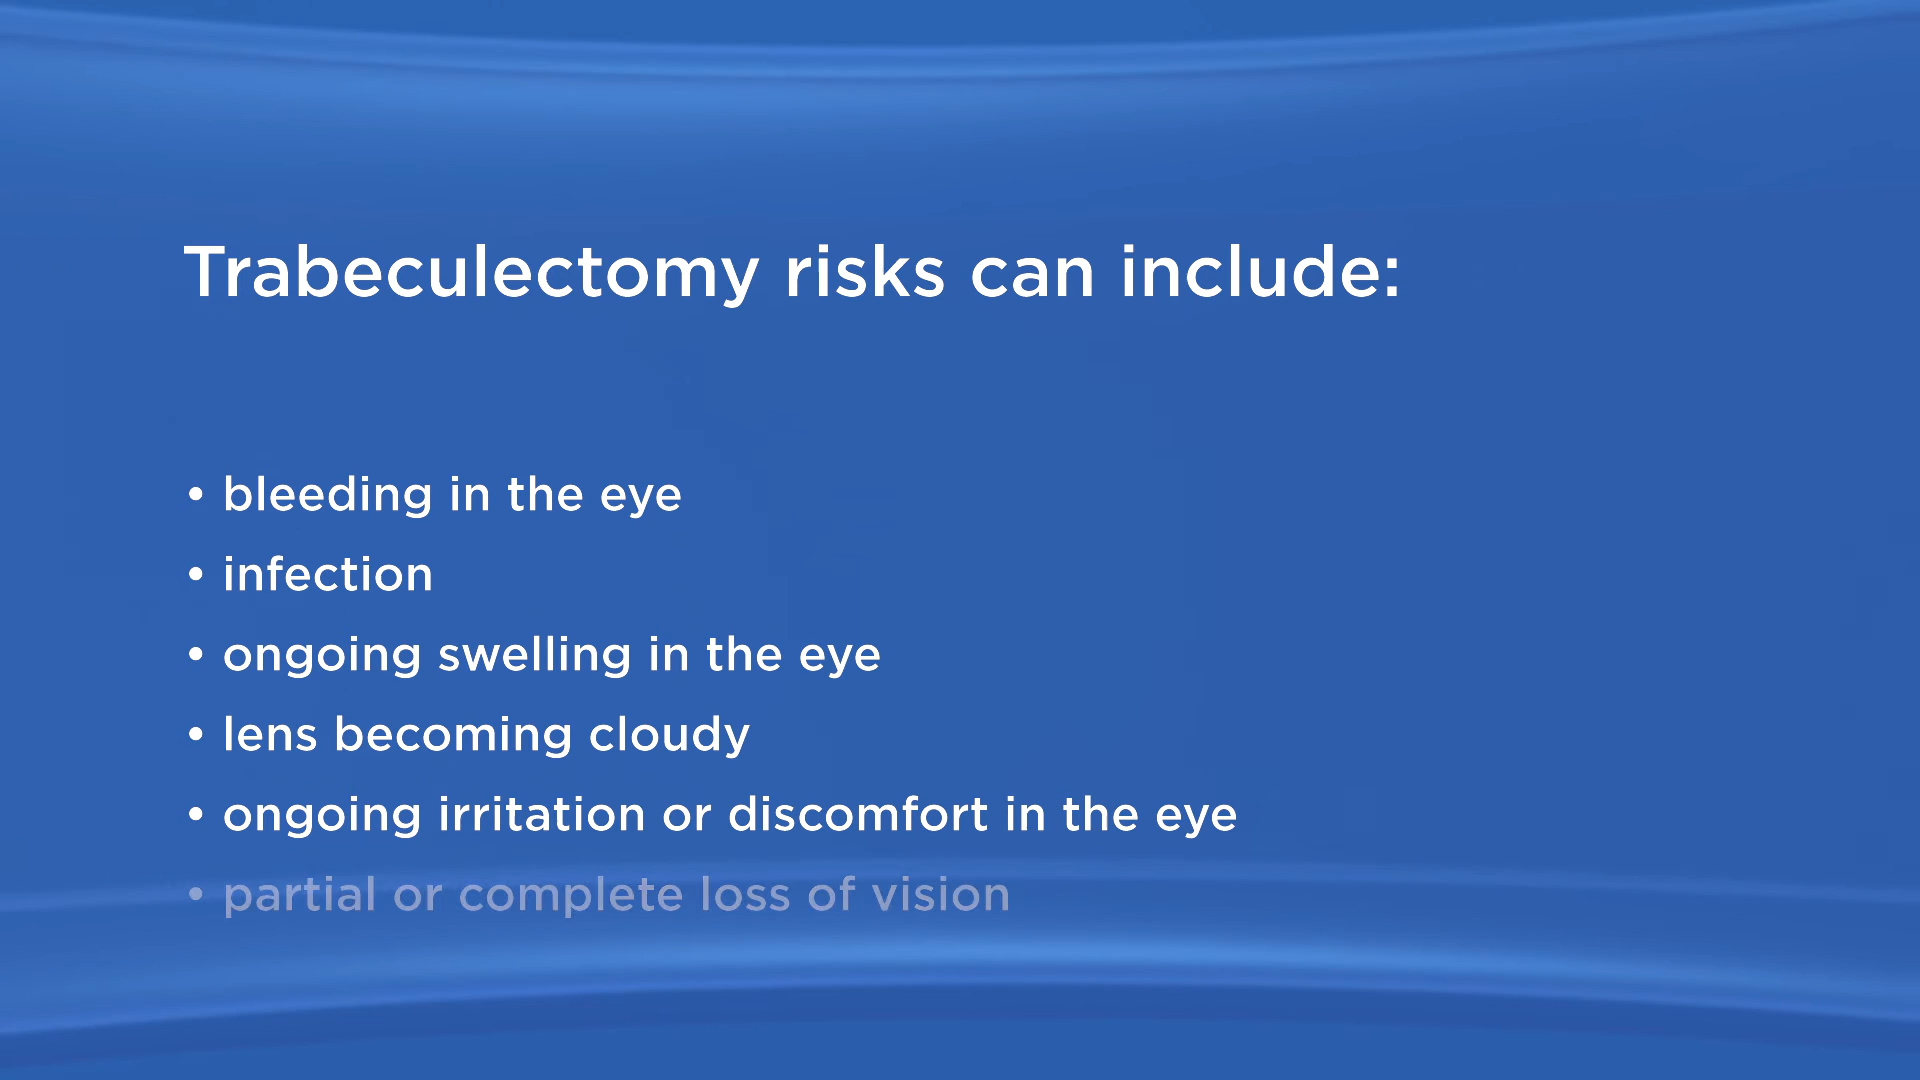 Trabeculectomy risks can include:
• bleeding in the eye
• infection
• ongoing swelling in the eye
• lens becoming cloudy
• ongoing irritation or discomfort in the eye
• partial or complete loss of vision